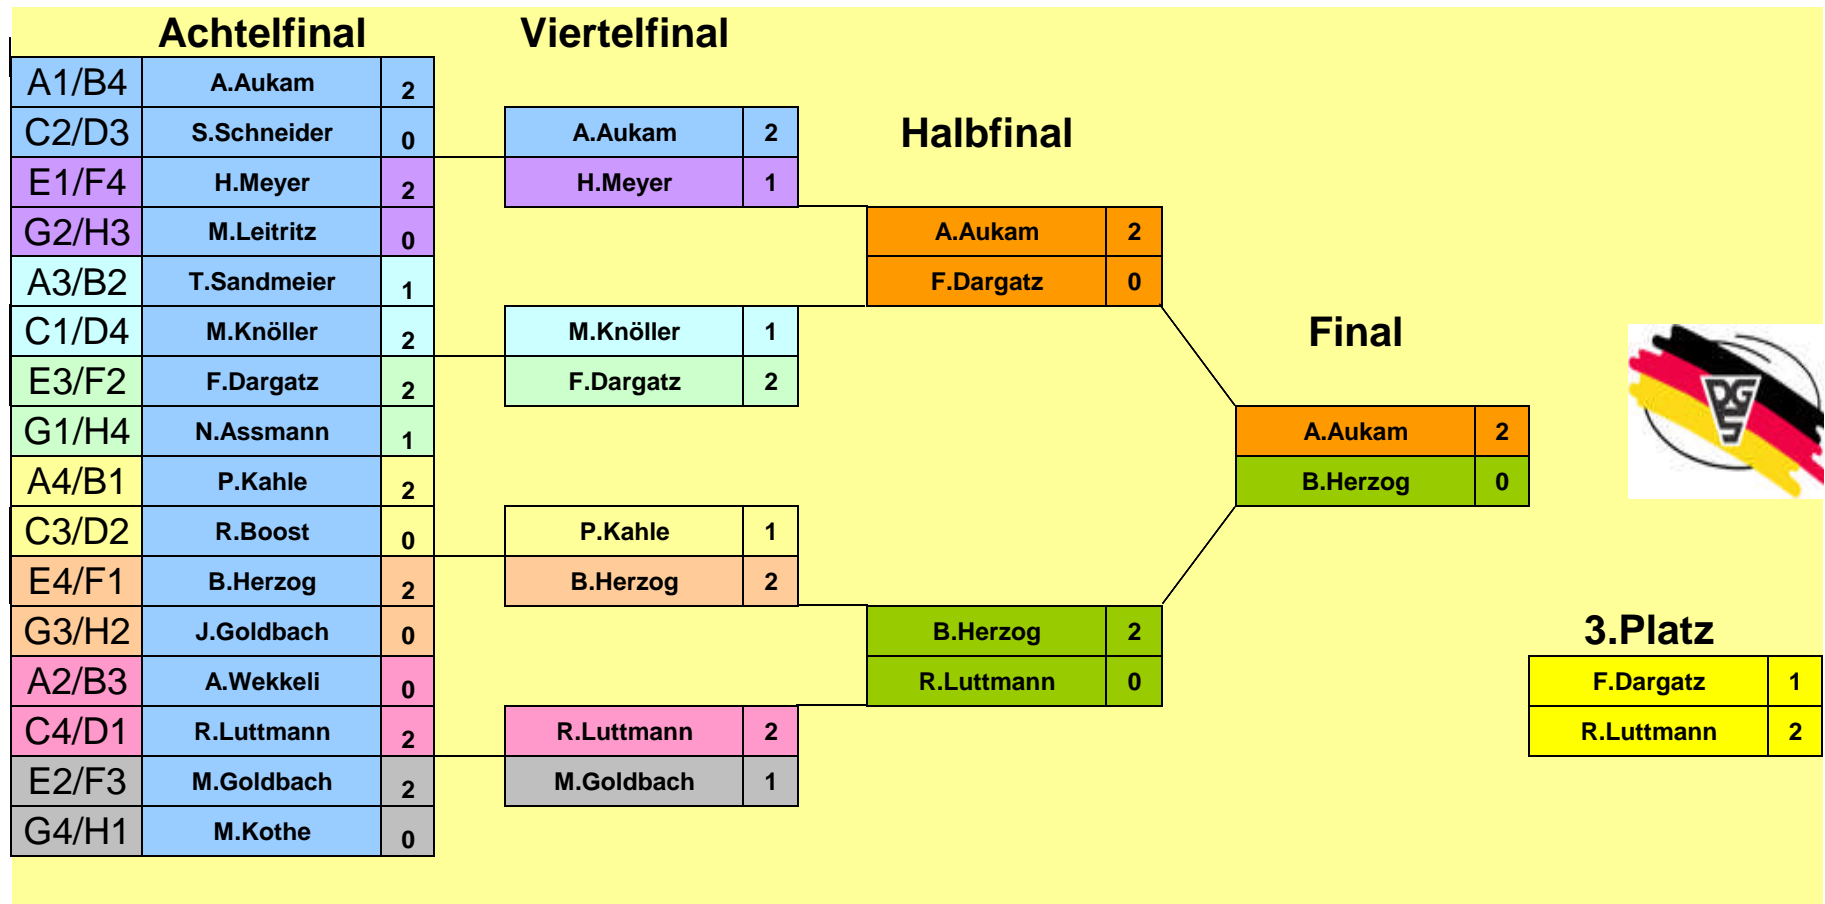 Achtelfinal Viertelfinal
A1/B4 A.Aukam 2
C2/D3 S.Schneider 0 A.Aukam 2 Halbfinal
E1/F4 H.Meyer 2 H.Meyer 1
G2/H3 M.Leitritz 0 A.Aukam 2
A3/B2 T.Sandmeier 1 F.Dargatz 0
C1/D4 M.Knöller 2 M.Knöller 1 Final
E3/F2 F.Dargatz 2 F.Dargatz 2
G1/H4 N.Assmann 1 A.Aukam 2
A4/B1 P.Kahle 2 B.Herzog 0
C3/D2 R.Boost 0 P.Kahle 1
E4/F1 B.Herzog 2 B.Herzog 2
G3/H2 J.Goldbach 0 B.Herzog 2 3.Platz
A2/B3 A.Wekkeli 0 R.Luttmann 0 F.Dargatz 1
C4/D1 R.Luttmann 2 R.Luttmann 2 R.Luttmann 2
E2/F3 M.Goldbach 2 M.Goldbach 1
G4/H1 M.Kothe 0
DGS